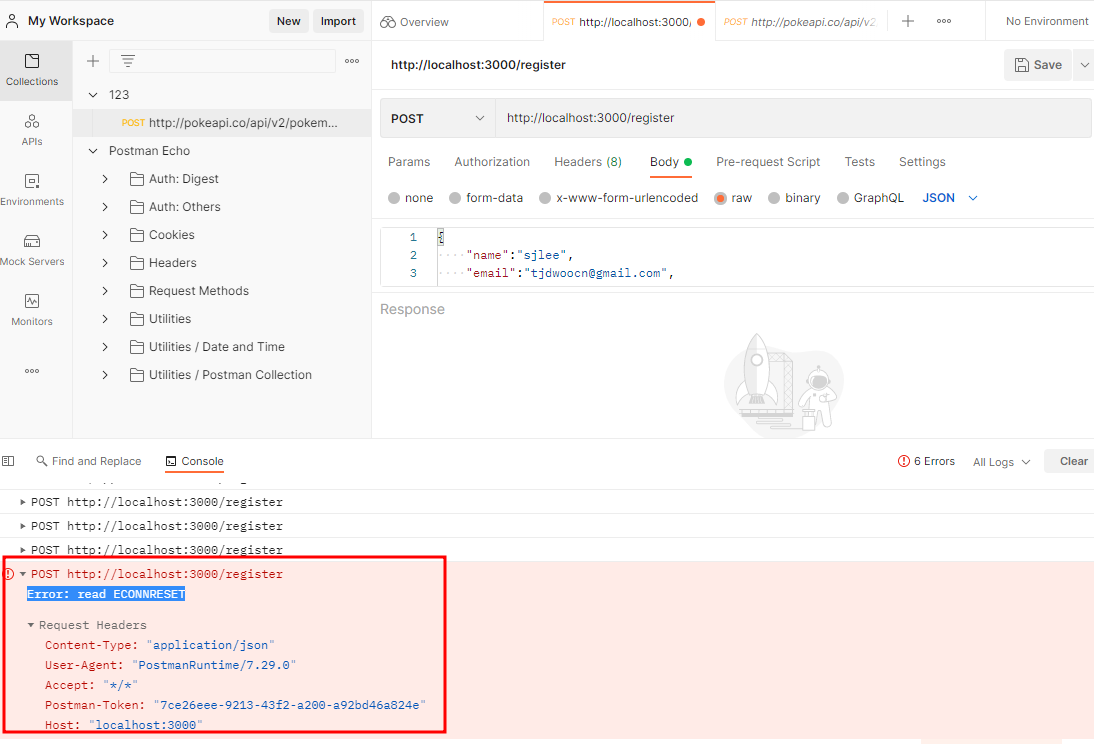 My Workspace
New
Import
Overview
POST http://localhost:3000/
POST http://pokeapi.co/api/v2
No Environment
Collections
APIs
Environments
Mock Servers
Monitors
123
POST http://pokeapi.co/api/v2/pokem...
Postman Echo
Auth: Digest
Auth: Others
Cookies
Headers
Request Methods
Utilities
Utilities / Date and Time
Utilities / Postman Collection
http://localhost:3000/register
Save
POST
http://localhost:3000/register
Params
Authorization
Headers (8)
Body
Pre-request Script
Tests
Settings
none
form-data
x-www-form-urlencoded
raw
binary
GraphQL
JSON
1 {
2 "name":"sjlee",
3 "email":"tjdwoocn@gmail.com",
Response
Find and Replace
Console
6 Errors
All Logs
Clear
POST http://localhost:3000/register
POST http://localhost:3000/register
POST http://localhost:3000/register
POST http://localhost:3000/register
Error: read ECONNRESET
Request Headers
Content-Type: "application/json"
User-Agent: "PostmanRuntime/7.29.0"
Accept: "*/*"
Postman-Token: "7ce26eee-9213-43f2-a200-a92bd46a824e"
Host: "localhost:3000"